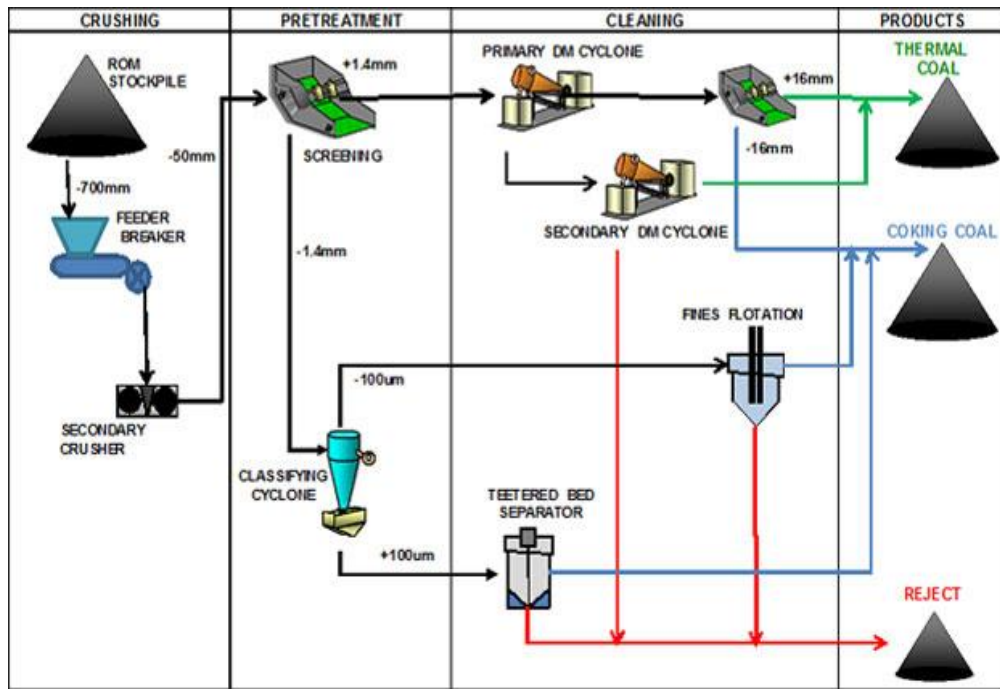 CRUSHING
PRETREATMENT
CLEANING
PRODUCTS
ROM
STOCKPILE
-700mm
FEEDER
BREAKER
SECONDARY
CRUSHER
-50mm
+1.4mm
SCREENING
-1.4mm
CLASSIFYING
CYCLONE
-100um
+100um
PRIMARY DM CYCLONE
SECONDARY DM CYCLONE
+16mm
-16mm
FINES FLOTATION
TEETERED BED
SEPARATOR
THERMAL
COAL
COKING COAL
REJECT